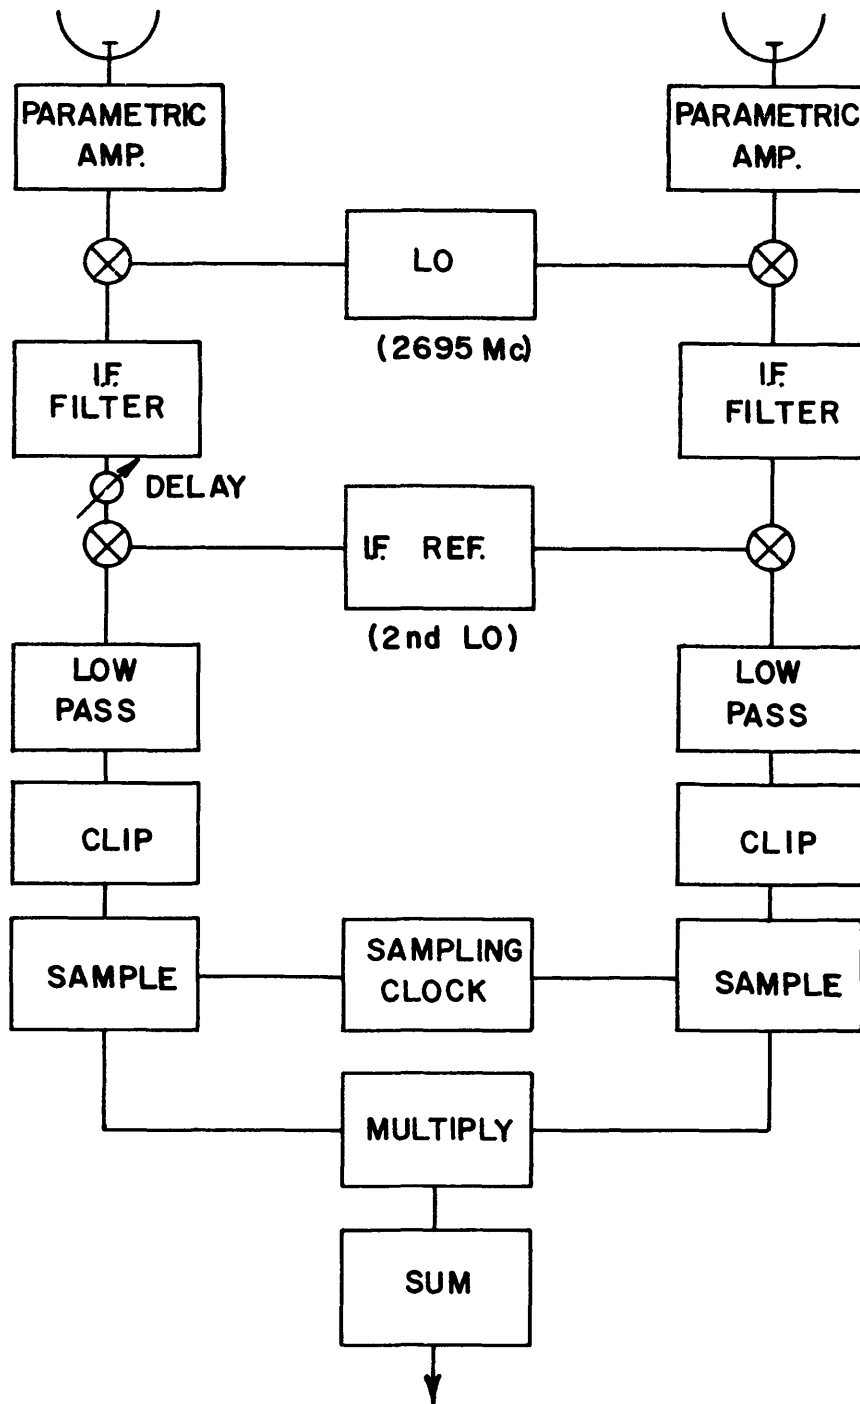 PARAMETRIC
AMP.
PARAMETRIC
AMP.
LO
(2695 Mc)
I.F.
FILTER
I.F.
FILTER
DELAY
I.F. REF.
(2nd LO)
LOW
PASS
LOW
PASS
CLIP
CLIP
SAMPLE
SAMPLING
CLOCK
SAMPLE
MULTIPLY
SUM